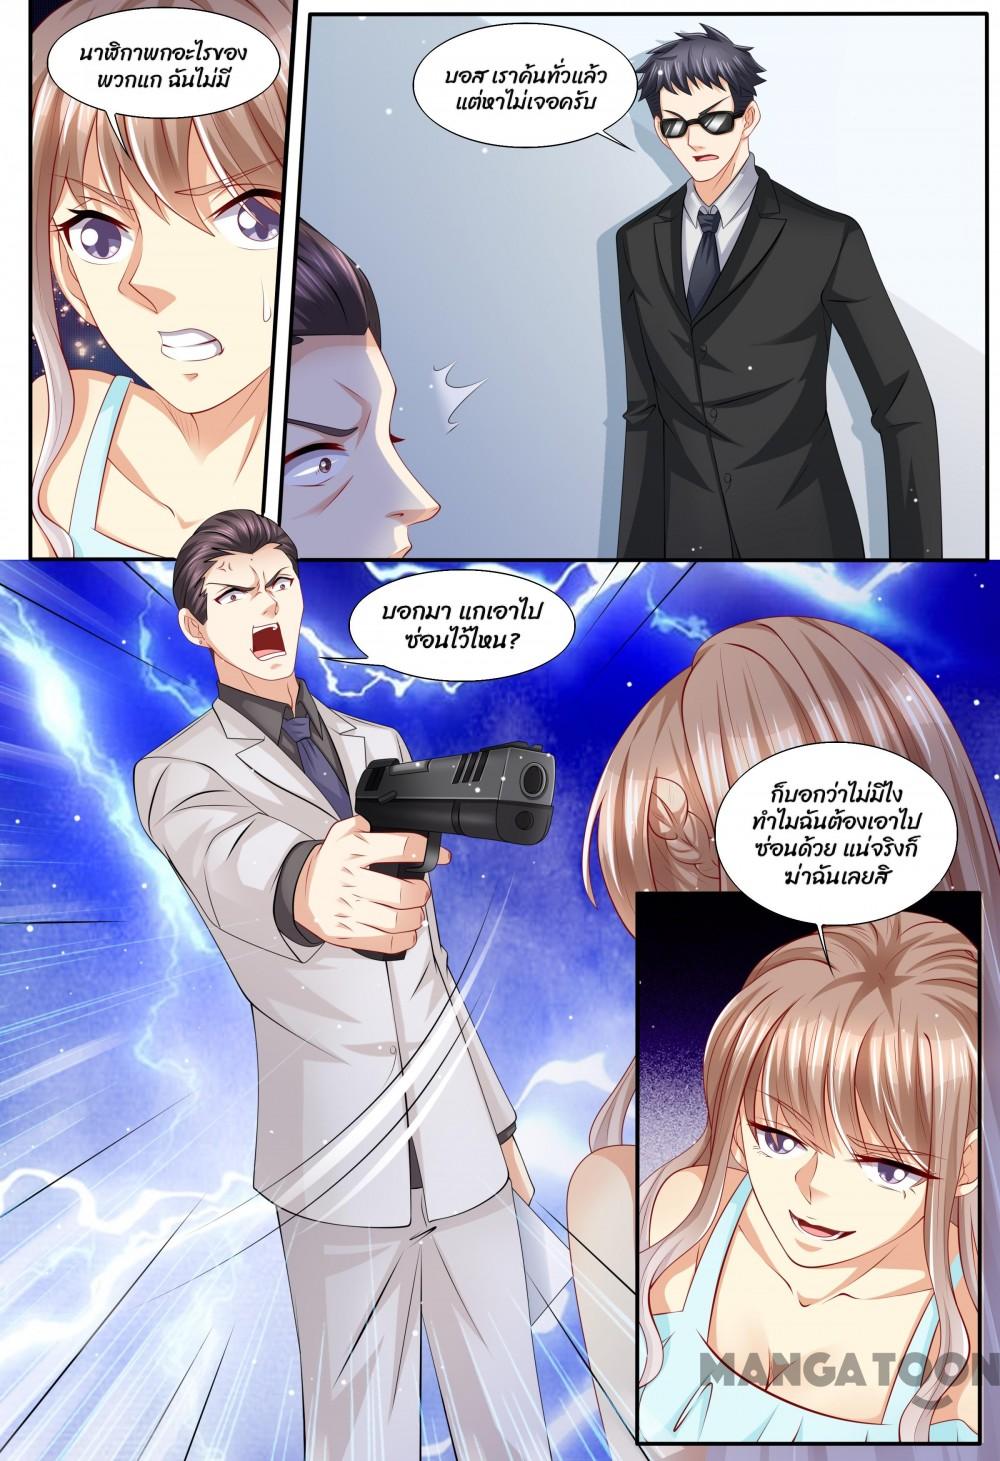 นาฬิกาพกอะไรของ
พวกแก ฉันไม่มี
บอส เราค้นทั่วแล้ว
แต่หาไม่เจอครับ
บอกมา แกเอาไป
ซ่อนไว้ไหน?
ก็บอกว่าไม่มีไง
ทำไมฉันต้องเอาไป
ซ่อนด้วย แน่จริงก็
ฆ่าฉันเลยสิ
MANGATOON